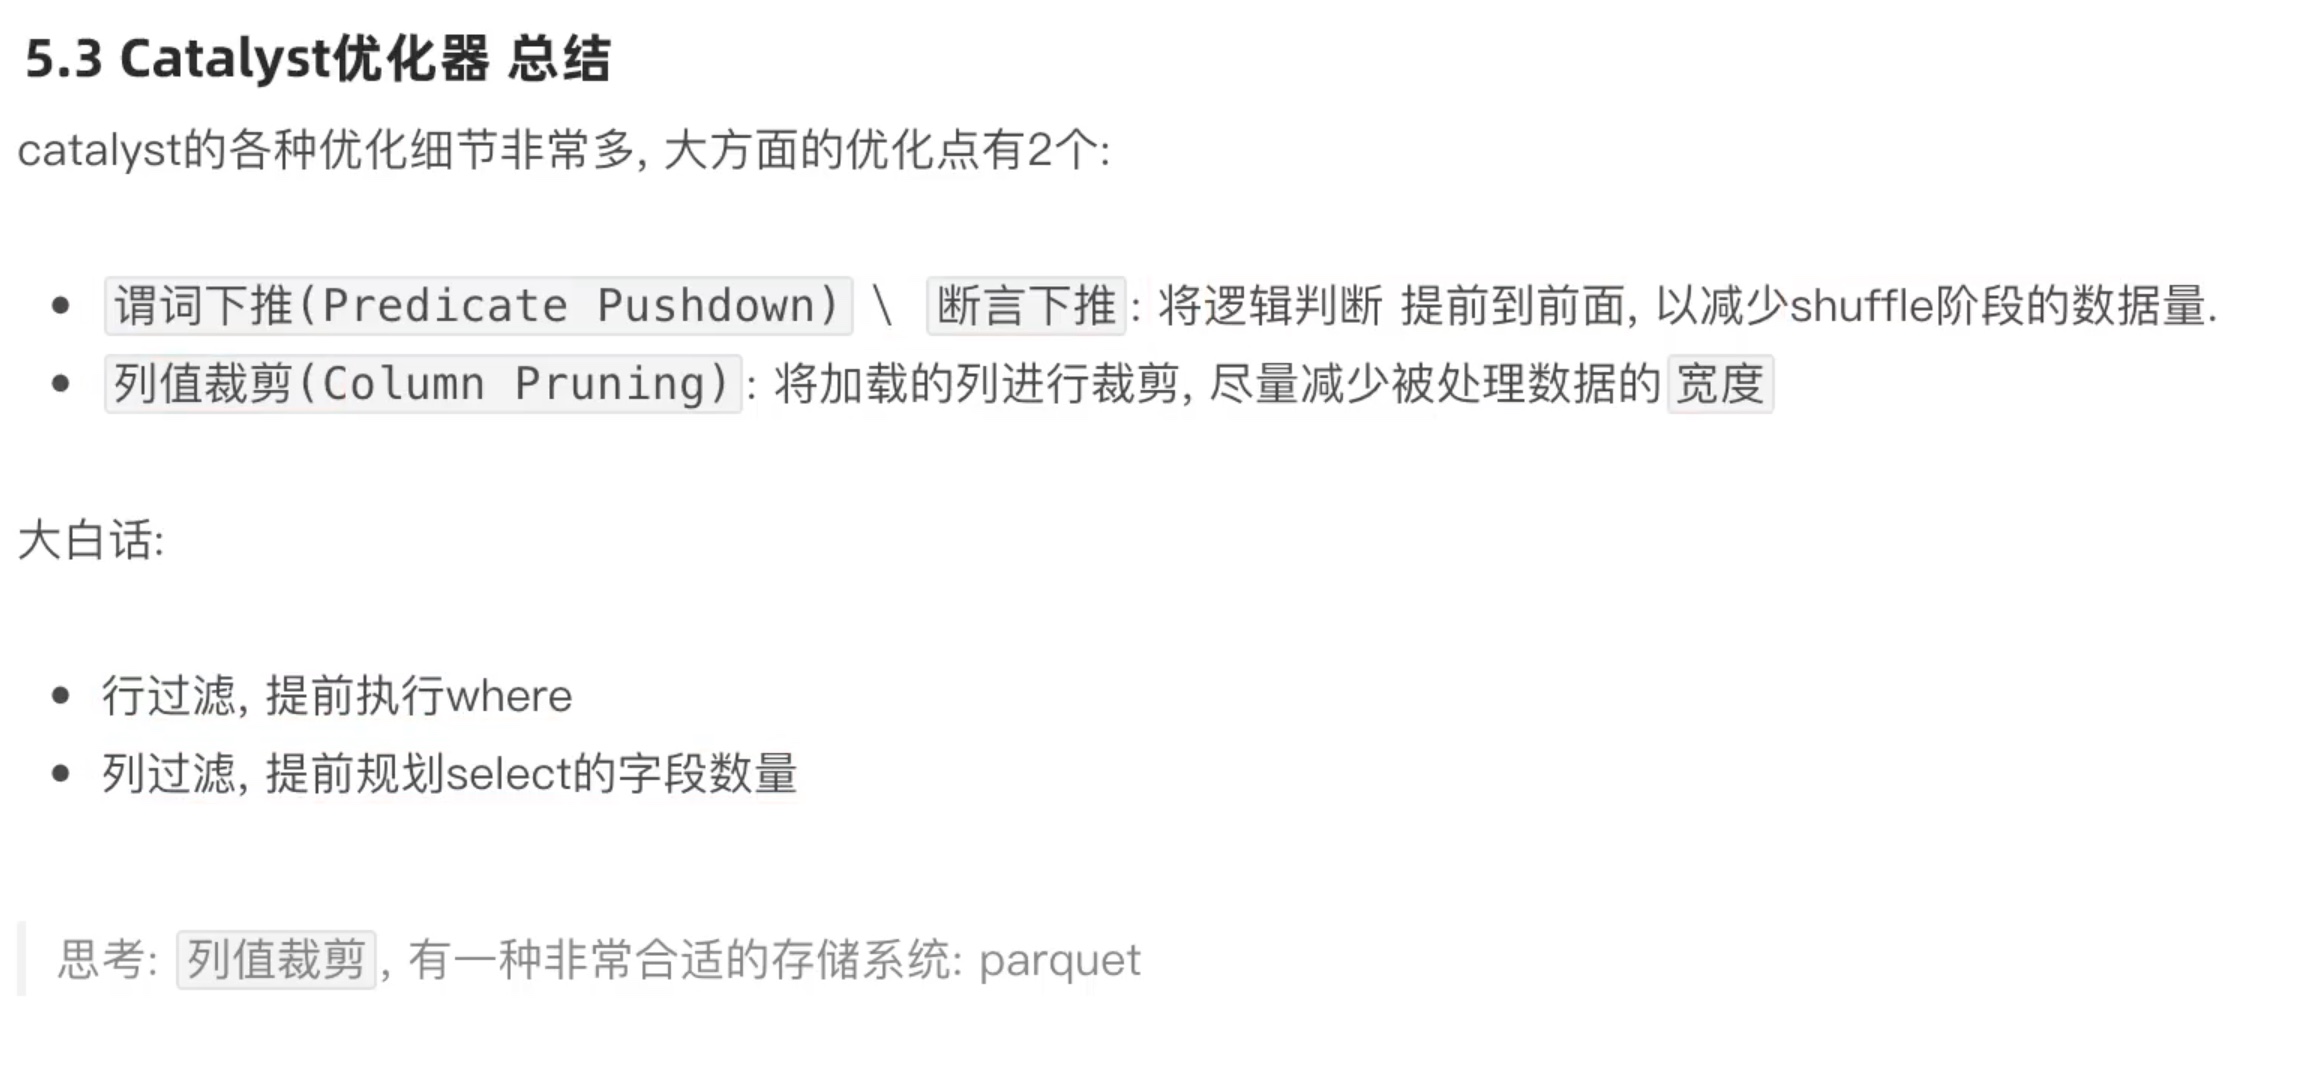 5.3 Catalyst优化器 总结
catalyst的各种优化细节非常多, 大方面的优化点有2个:
谓词下推(Predicate Pushdown) \ 断言下推: 将逻辑判断 提前到前面, 以减少shuffle阶段的数据量.
列值裁剪(Column Pruning): 将加载的列进行裁剪, 尽量减少被处理数据的宽度
大白话:
行过滤, 提前执行where
列过滤, 提前规划select的字段数量
思考: 列值裁剪, 有一种非常合适的存储系统: parquet